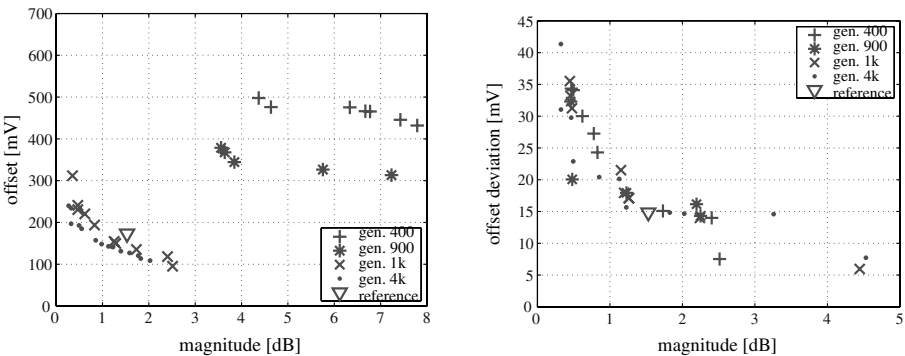 700
600
500
400
300
200
100
0
offset [mV]
0 1 2 3 4 5 6 7 8
magnitude [dB]
gen. 400
gen. 900
gen. 1k
gen. 4k
reference
45
40
35
30
25
20
15
10
5
0
offset deviation [mV]
0 1 2 3 4 5
magnitude [dB]
gen. 400
gen. 900
gen. 1k
gen. 4k
reference